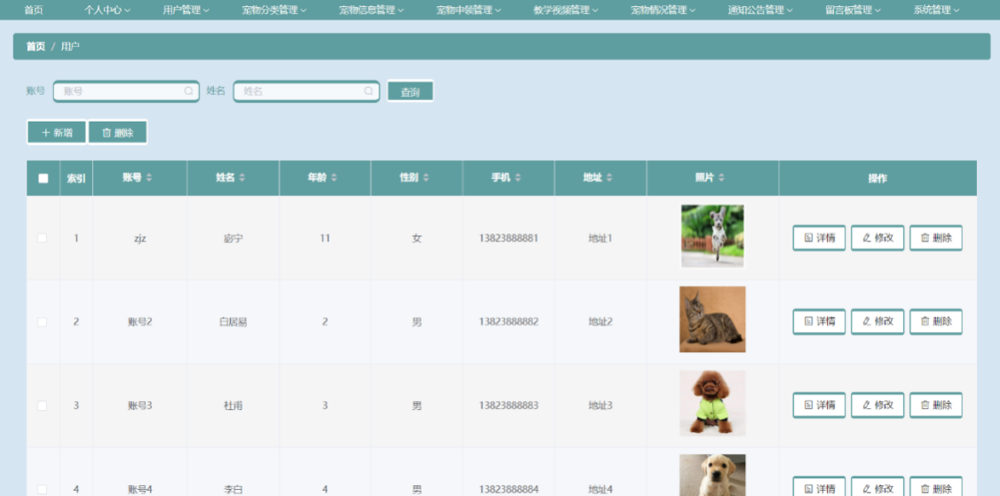 首页 个人中心 用户管理 宠物分类管理 宠物信息管理 宠物申领管理 教学视频管理 宠物情况管理 通知公告管理 留言板管理 系统管理
首页 / 用户
账号 账号 姓名 姓名 查询
新增 删除
索引 账号 姓名 年龄 性别 手机 地址 照片 操作
1 zjz 宓宁 11 女 13823888881 地址1 详情 修改 删除
2 账号2 白居易 2 男 13823888882 地址2 详情 修改 删除
3 账号3 杜甫 3 男 13823888883 地址3 详情 修改 删除
4 账号4 李白 4 男 13823888884 地址4 详情 修改 删除